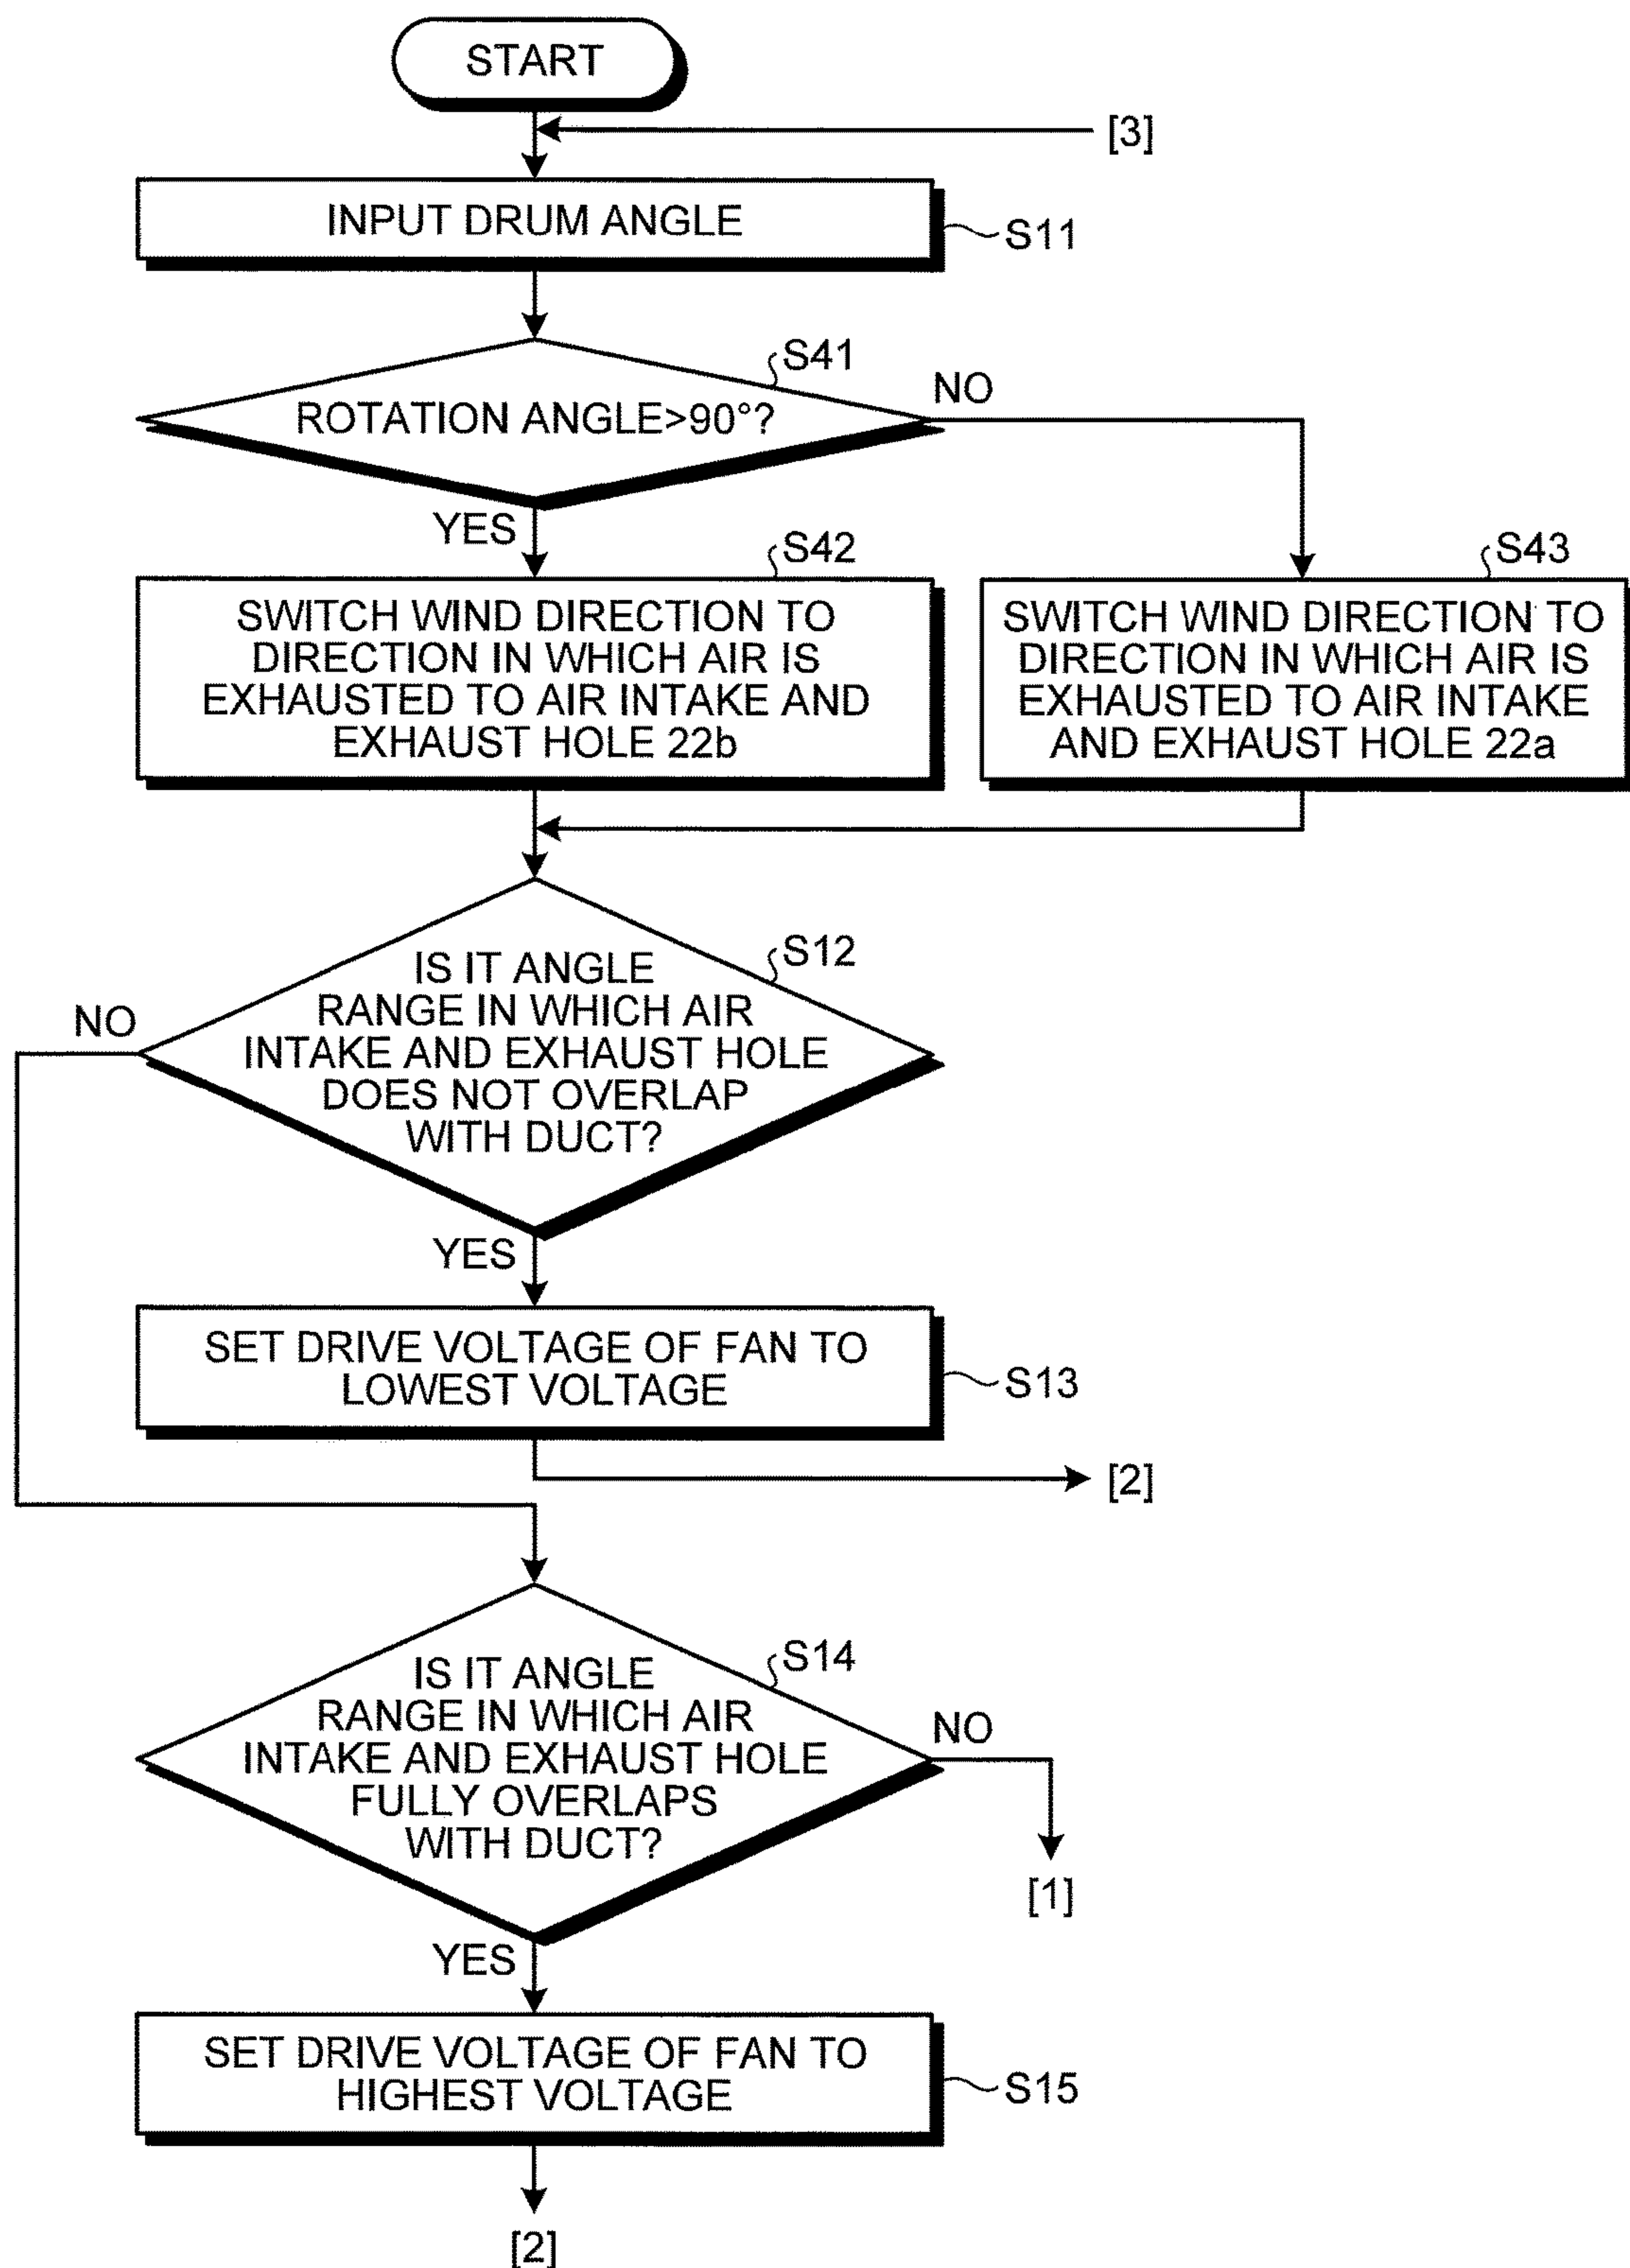 START
[3]
INPUT DRUM ANGLE
S11
S41
ROTATION ANGLE>90°?
NO
YES
S42
SWITCH WIND DIRECTION TO
DIRECTION IN WHICH AIR IS
EXHAUSTED TO AIR INTAKE AND
EXHAUST HOLE 22b
S43
SWITCH WIND DIRECTION TO
DIRECTION IN WHICH AIR IS
EXHAUSTED TO AIR INTAKE
AND EXHAUST HOLE 22a
S12
IS IT ANGLE
RANGE IN WHICH AIR
INTAKE AND EXHAUST HOLE
DOES NOT OVERLAP
WITH DUCT?
NO
YES
SET DRIVE VOLTAGE OF FAN TO
LOWEST VOLTAGE
S13
[2]
S14
IS IT ANGLE
RANGE IN WHICH AIR
INTAKE AND EXHAUST HOLE
FULLY OVERLAPS
WITH DUCT?
NO
[1]
YES
SET DRIVE VOLTAGE OF FAN TO
HIGHEST VOLTAGE
S15
[2]